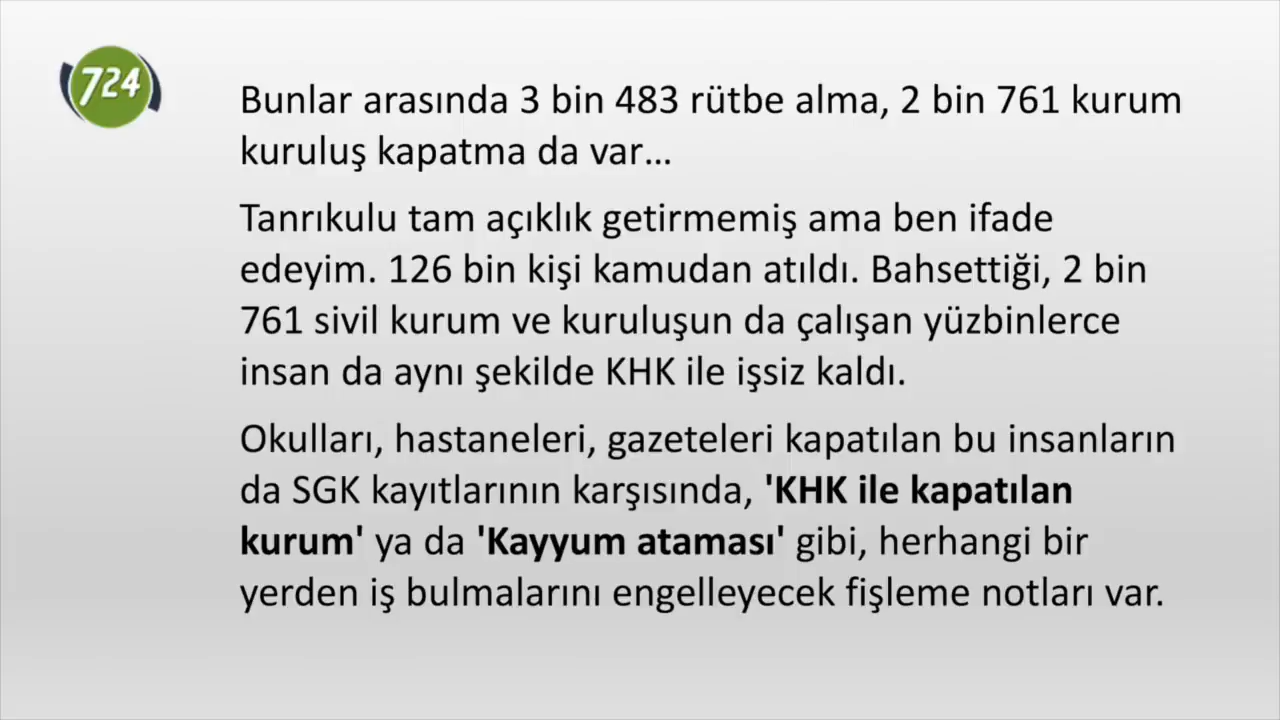 724
Bunlar arasında 3 bin 483 rütbe alma, 2 bin 761 kurum
kuruluş kapatma da var…
Tanrıkulu tam açıklık getirmemiş ama ben ifade
edeyim. 126 bin kişi kamudan atıldı. Bahsettiği, 2 bin
761 sivil kurum ve kuruluşun da çalışan yüzbinlerce
insan da aynı şekilde KHK ile işsiz kaldı.
Okulları, hastaneleri, gazeteleri kapatılan bu insanların
da SGK kayıtlarının karşısında, 'KHK ile kapatılan
kurum' ya da 'Kayyum ataması' gibi, herhangi bir
yerden iş bulmalarını engelleyecek fişleme notları var.